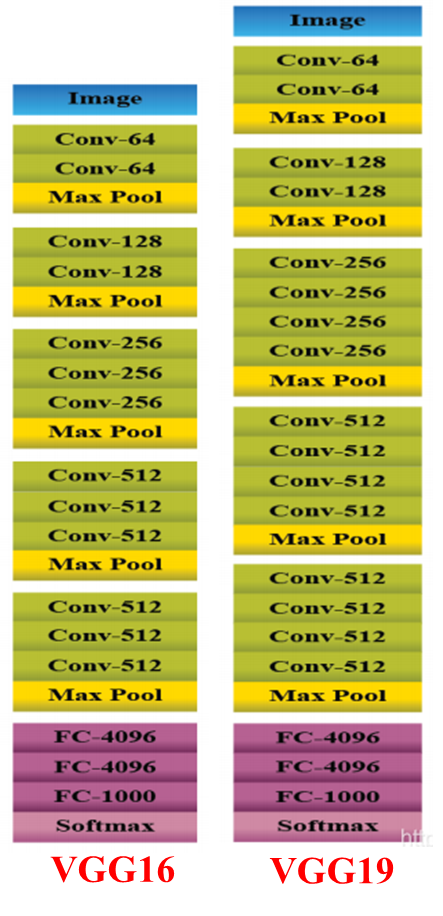 Image
Conv-64
Conv-64
Max Pool
Conv-128
Conv-128
Max Pool
Conv-256
Conv-256
Conv-256
Max Pool
Conv-512
Conv-512
Conv-512
Max Pool
Conv-512
Conv-512
Conv-512
Max Pool
FC-4096
FC-4096
FC-1000
Softmax
VGG16
Image
Conv-64
Conv-64
Max Pool
Conv-128
Conv-128
Max Pool
Conv-256
Conv-256
Conv-256
Conv-256
Max Pool
Conv-512
Conv-512
Conv-512
Conv-512
Max Pool
Conv-512
Conv-512
Conv-512
Conv-512
Max Pool
FC-4096
FC-4096
FC-1000
Softmax
VGG19